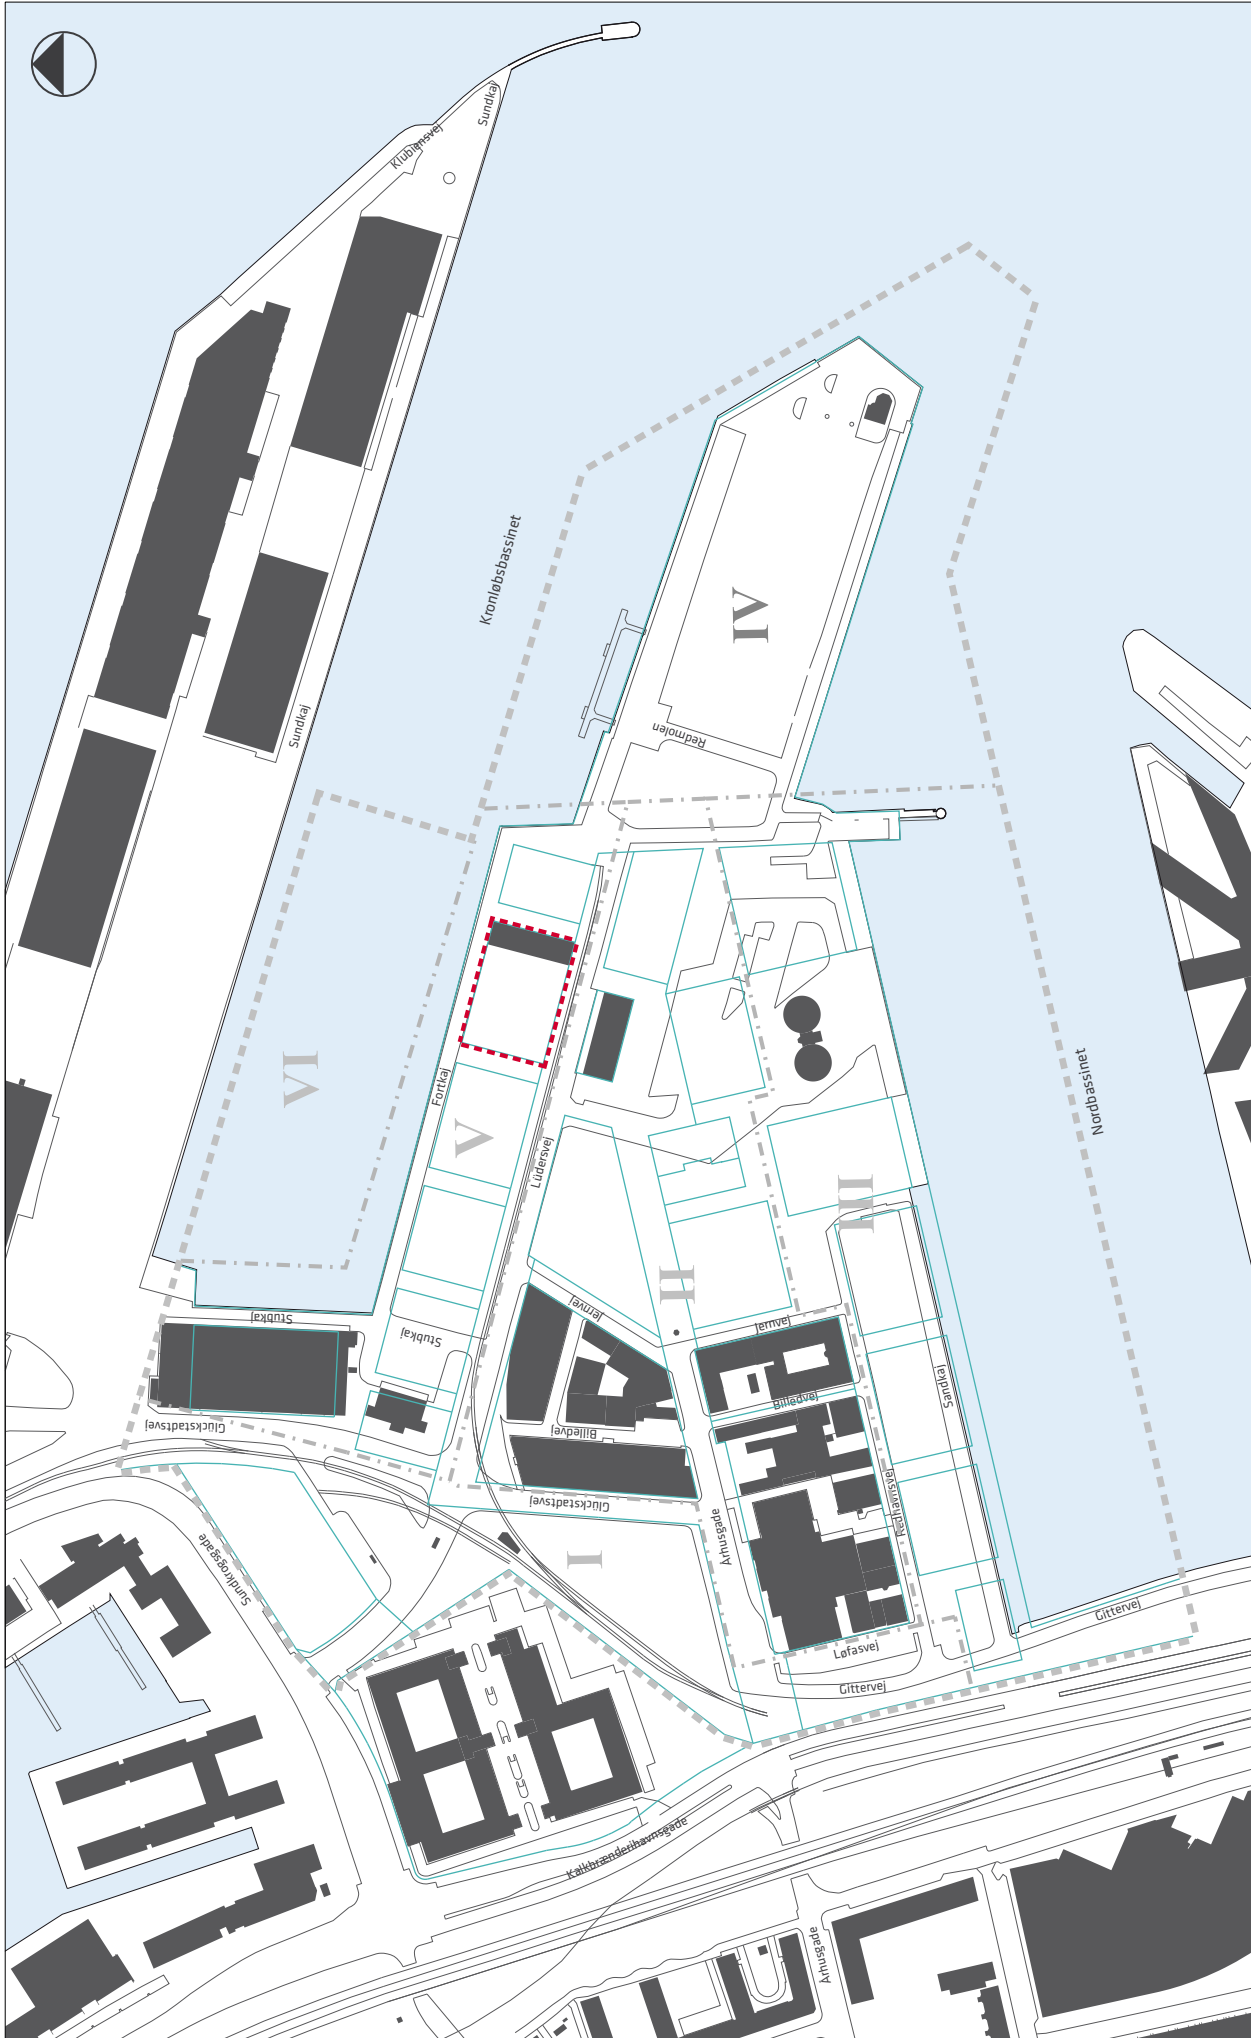 Klubiensvej
Sundkaj
Kronløbsbassinet
IV
Sundkaj
Redmolen
VI
Fortkaj
V
Lüdersvej
Nordbassinet
III
II
Stubkaj
Stubkaj
Jernvej
Jernvej
Billedvej
Billedvej
Sandkaj
Glückstadtsvej
Glückstadtsvej
Redhavnsvej
Århusgade
Sundkrogsgade
I
Gittervej
Løfasvej
Gittervej
Kalkbrænderihavnsgade
Århusgade